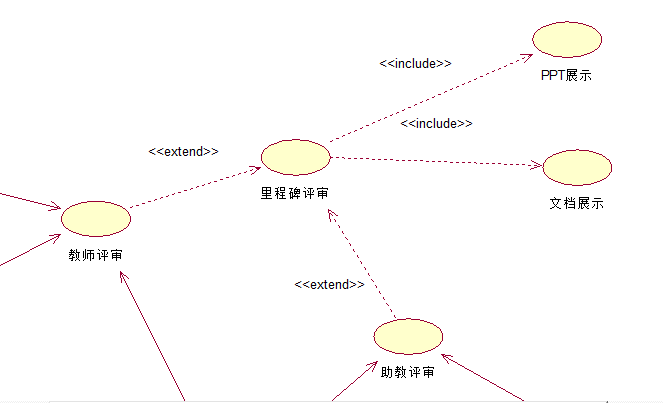 <<include>>
PPT展示
<<include>>
<<extend>>
里程碑评审
文档展示
教师评审
<<extend>>
助教评审